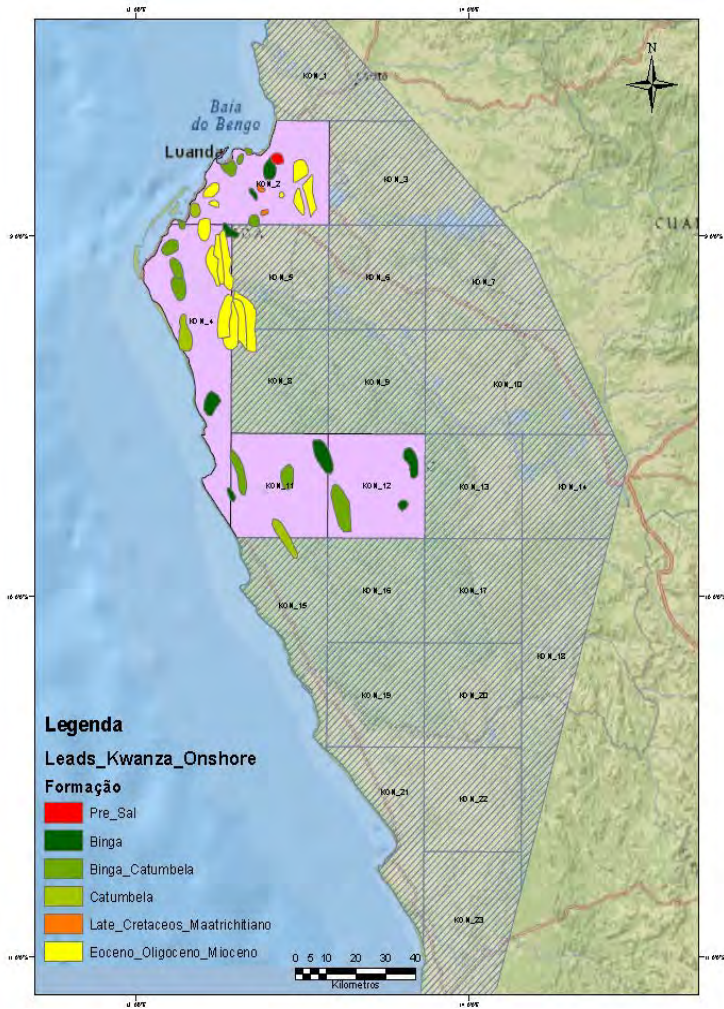 N
KON_1
Baia
do Bengo
Luanda
KON_2
KON_3
KON_4
KON_5
KON_6
KON_7
KON_8
KON_9
KON_10
KON_11
KON_12
KON_13
KON_14
KON_15
KON_16
KON_17
KON_18
KON_19
KON_20
KON_21
KON_22
KON_23
Legenda
Leads_Kwanza_Onshore
Formação
Pre_Sal
Binga
Binga_Catumbela
Catumbela
Late_Cretaceos_Maatrichitiano
Eoceno_Oligoceno_Mioceno
0 5 10 20 30 40
Kilometros